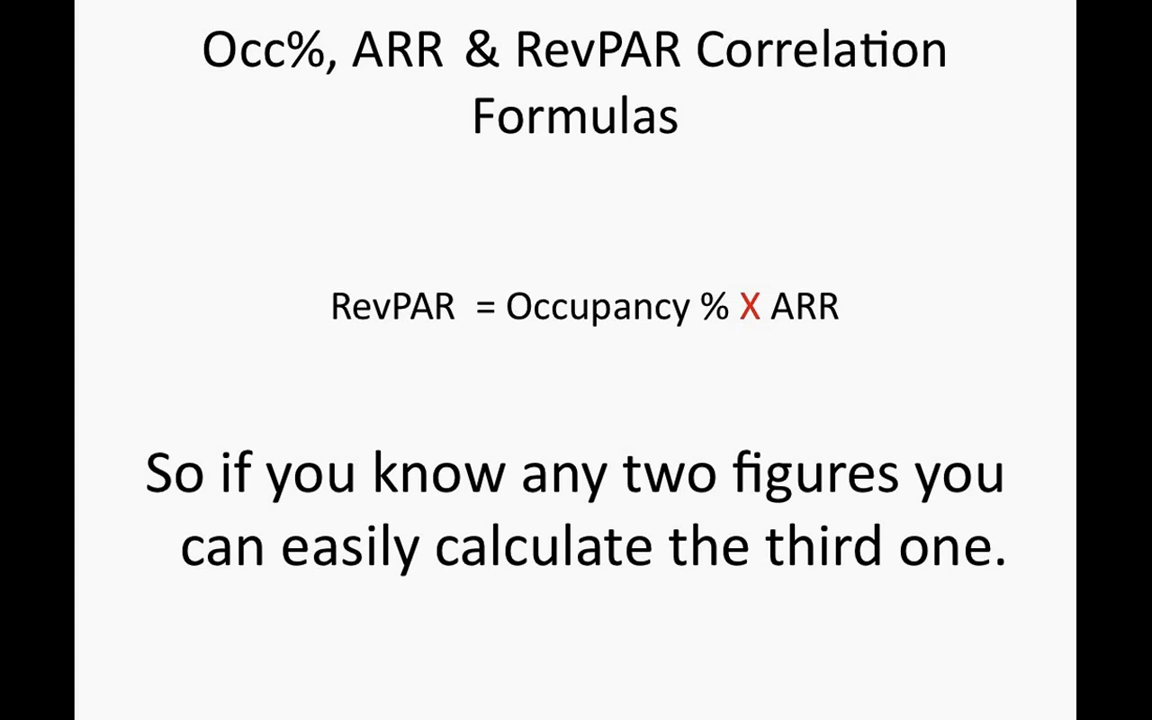 Occ%, ARR & RevPAR Correlation
Formulas
RevPAR = Occupancy % X ARR
So if you know any two figures you
can easily calculate the third one.